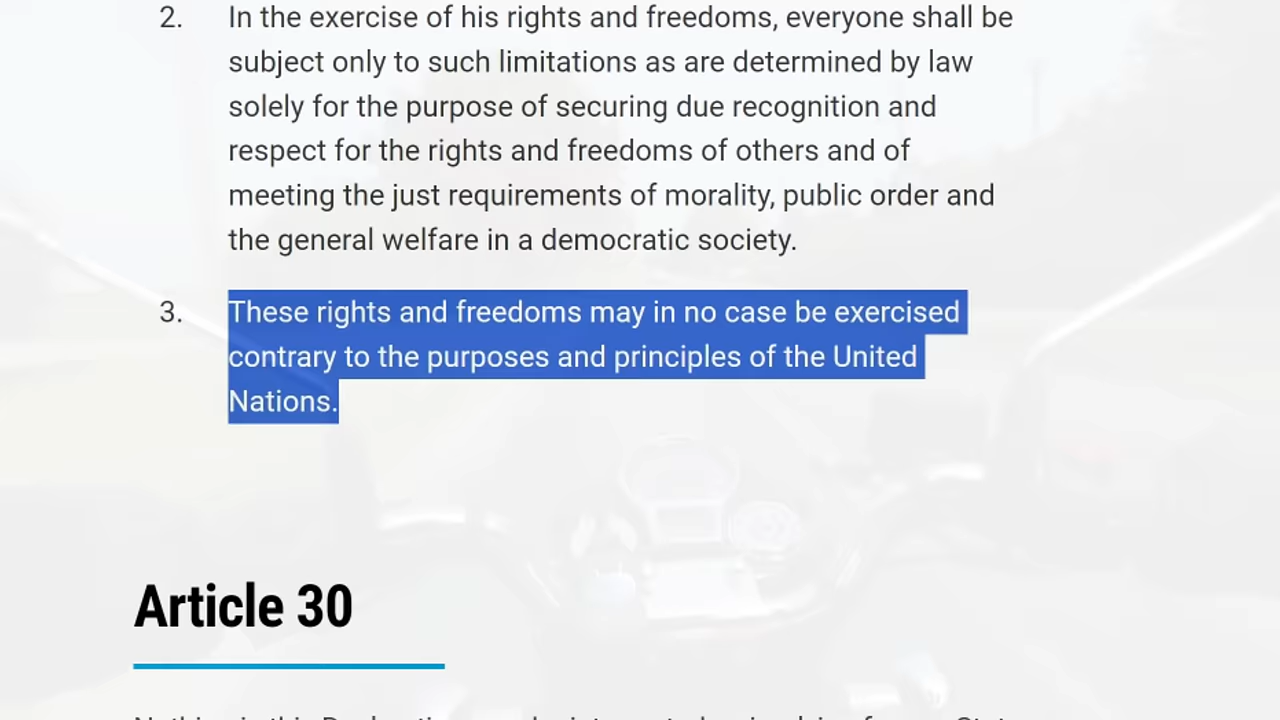 2. In the exercise of his rights and freedoms, everyone shall be
subject only to such limitations as are determined by law
solely for the purpose of securing due recognition and
respect for the rights and freedoms of others and of
meeting the just requirements of morality, public order and
the general welfare in a democratic society.
3. These rights and freedoms may in no case be exercised
contrary to the purposes and principles of the United
Nations.
Article 30